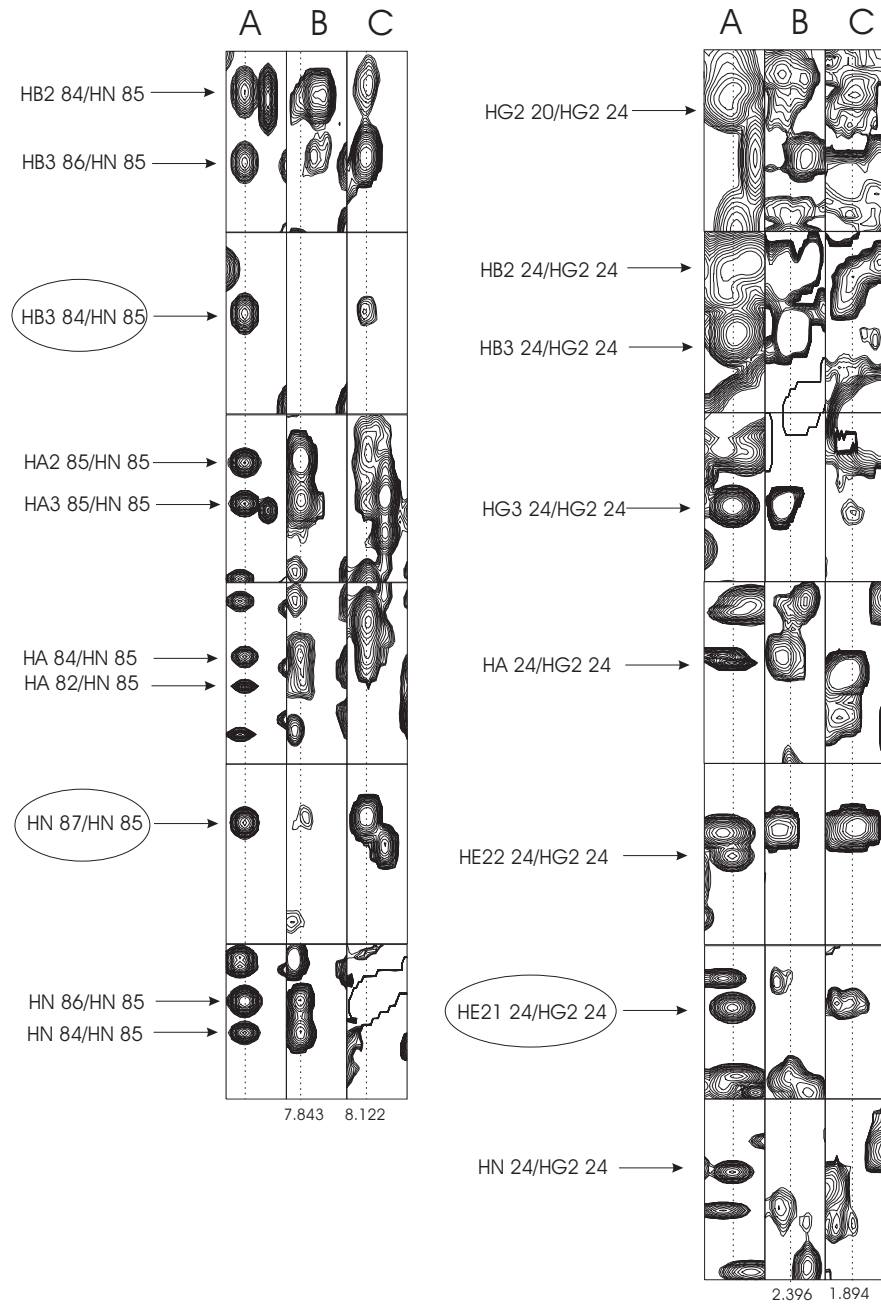 A B C
HB2 84/HN 85
HB3 86/HN 85
HB3 84/HN 85
HA2 85/HN 85
HA3 85/HN 85
HA 84/HN 85
HA 82/HN 85
HN 87/HN 85
HN 86/HN 85
HN 84/HN 85
7.843 8.122
A B C
HG2 20/HG2 24
HB2 24/HG2 24
HB3 24/HG2 24
HG3 24/HG2 24
HA 24/HG2 24
HE22 24/HG2 24
HE21 24/HG2 24
HN 24/HG2 24
2.396 1.894